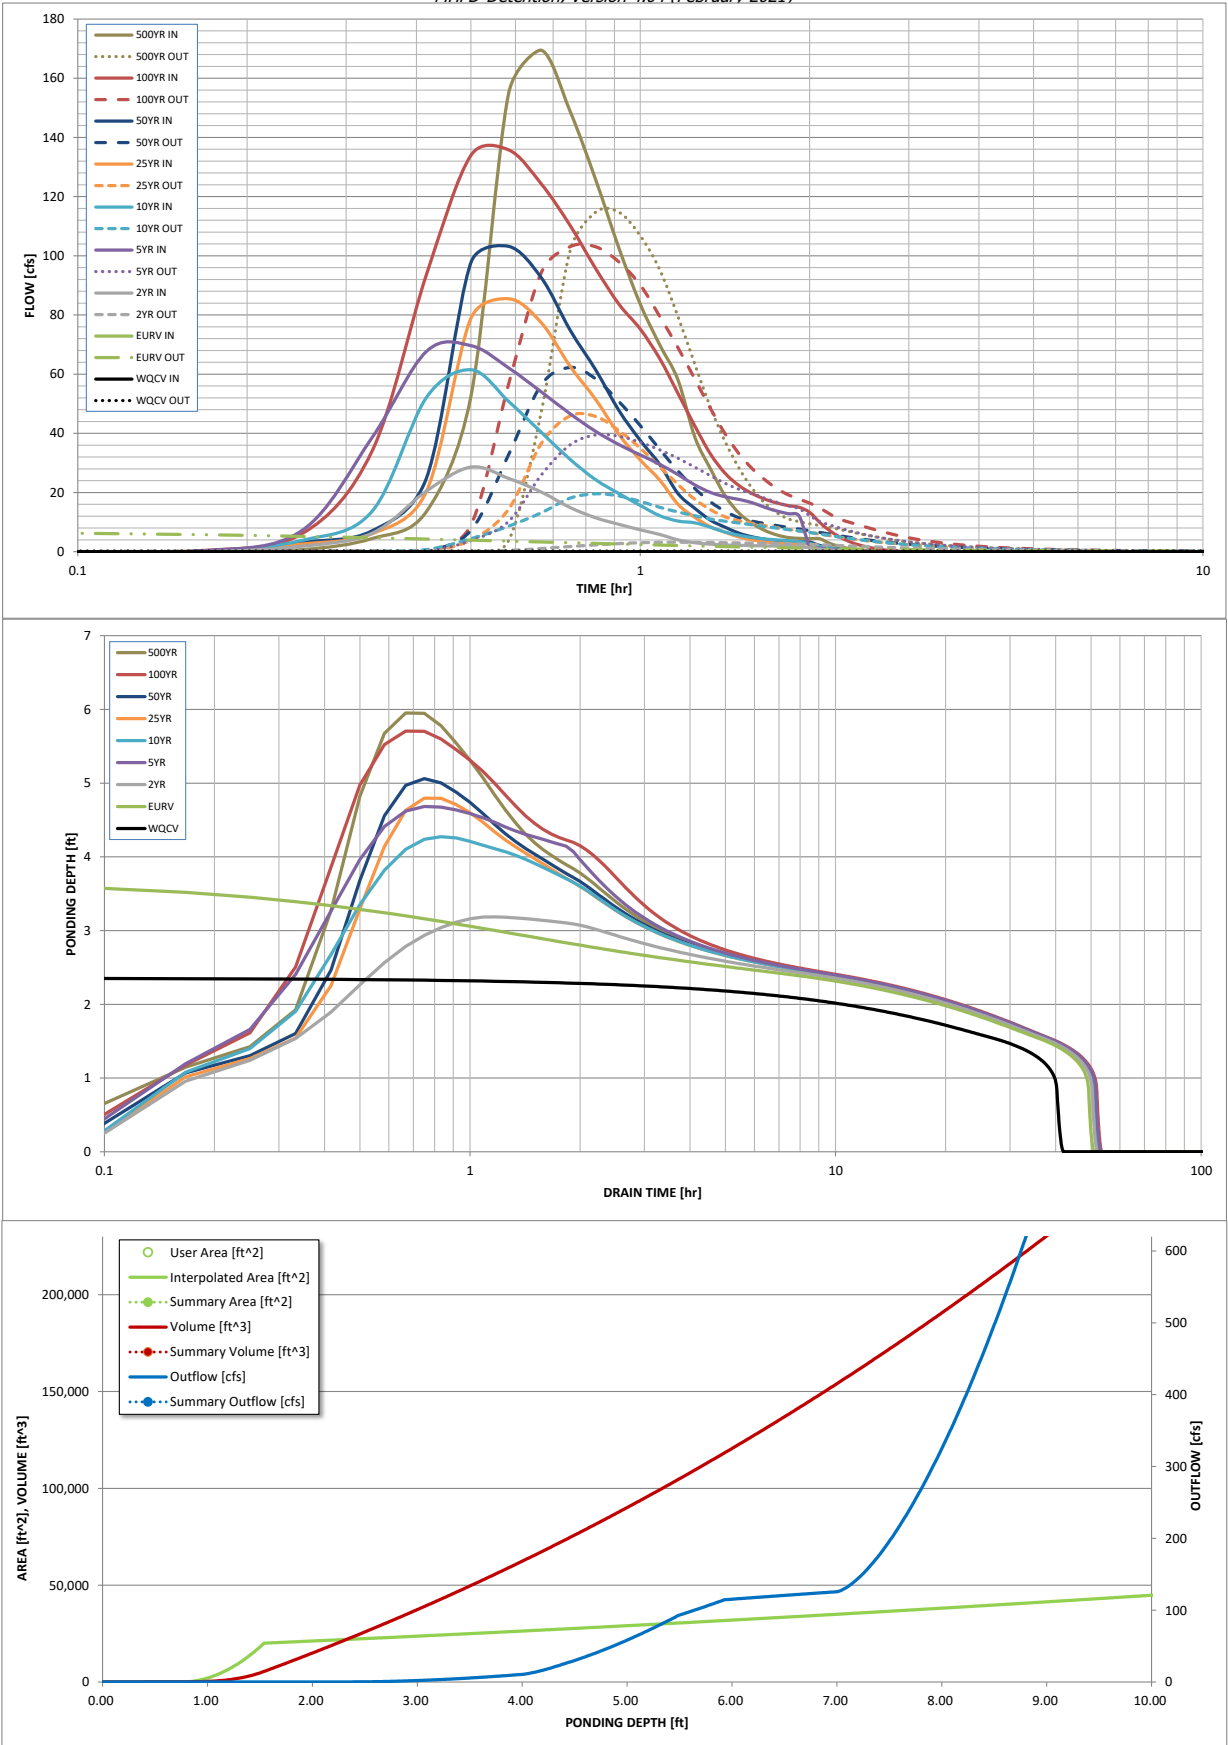 MHFD-Detention, Version 4.04 (February 2021)
500YR IN
500YR OUT
100YR IN
100YR OUT
50YR IN
50YR OUT
25YR IN
25YR OUT
10YR IN
10YR OUT
5YR IN
5YR OUT
2YR IN
2YR OUT
EURV IN
EURV OUT
WQCV IN
WQCV OUT
FLOW [cfs]
180
160
140
120
100
80
60
40
20
0
0.1
1
10
TIME [hr]
500YR
100YR
50YR
25YR
10YR
5YR
2YR
EURV
WQCV
PONDING DEPTH [ft]
7
6
5
4
3
2
1
0
0.1
1
10
100
DRAIN TIME [hr]
User Area [ft^2]
Interpolated Area [ft^2]
Summary Area [ft^2]
Volume [ft^3]
Summary Volume [ft^3]
Outflow [cfs]
Summary Outflow [cfs]
AREA [ft^2], VOLUME [ft^3]
200,000
150,000
100,000
50,000
0
OUTFLOW [cfs]
600
500
400
300
200
100
0
0.00
1.00
2.00
3.00
4.00
5.00
6.00
7.00
8.00
9.00
10.00
PONDING DEPTH [ft]